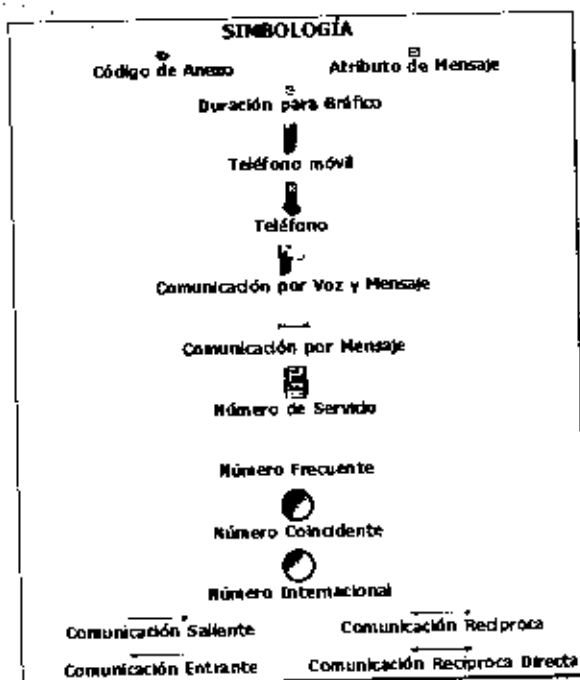 SIMBOLOGÍA
Código de Anexo
Atributo de Mensaje
Duración para Gráfico
Teléfono móvil
Teléfono
Comunicación por Voz y Mensaje
Comunicación por Mensaje
Número de Servicio
Número Frecuente
Número Coincidente
Número Internacional
Comunicación Saliente
Comunicación Recíproca
Comunicación Entrante
Comunicación Recíproca Directa